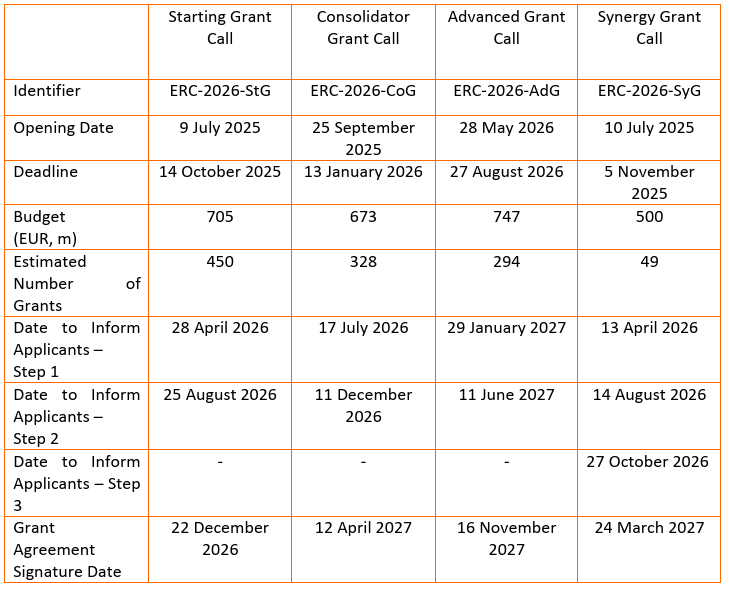 Starting Grant Call
Consolidator Grant Call
Advanced Grant Call
Synergy Grant Call
Identifier
ERC-2026-StG
ERC-2026-CoG
ERC-2026-AdG
ERC-2026-SyG
Opening Date
9 July 2025
25 September 2025
28 May 2026
10 July 2025
Deadline
14 October 2025
13 January 2026
27 August 2026
5 November 2025
Budget (EUR, m)
705
673
747
500
Estimated Number of Grants
450
328
294
49
Date to Inform Applicants – Step 1
28 April 2026
17 July 2026
29 January 2027
13 April 2026
Date to Inform Applicants – Step 2
25 August 2026
11 December 2026
11 June 2027
14 August 2026
Date to Inform Applicants – Step 3
-
-
-
27 October 2026
Grant Agreement Signature Date
22 December 2026
12 April 2027
16 November 2027
24 March 2027